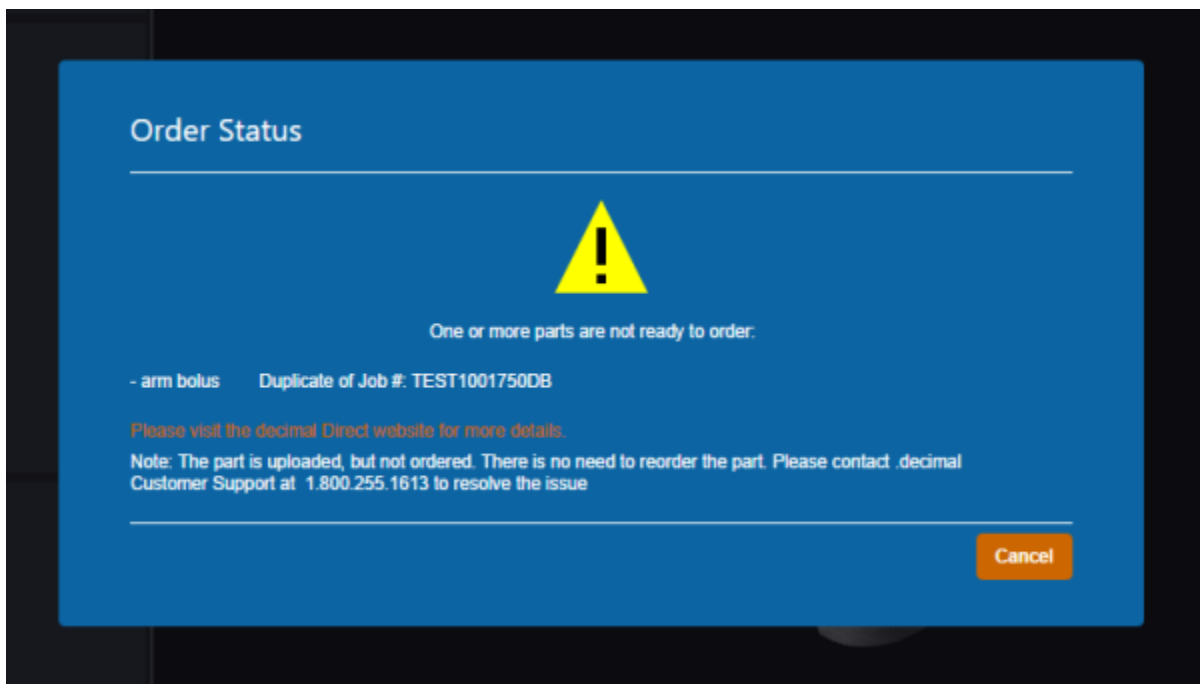 Order Status
!
One or more parts are not ready to order:
- arm bolus Duplicate of Job #: TEST1001750DB
Please visit the decimal Direct website for more details.
Note: The part is uploaded, but not ordered. There is no need to reorder the part. Please contact .decimal
Customer Support at 1.800.255.1613 to resolve the issue
Cancel